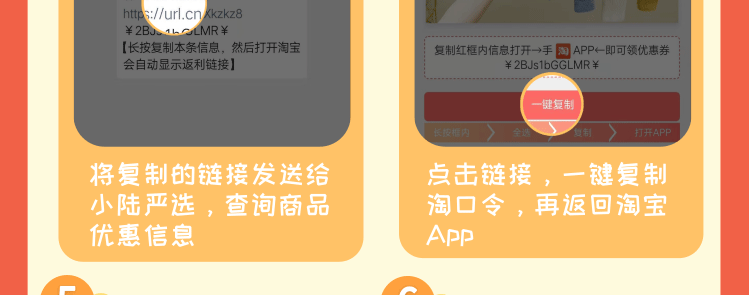 https://url.cn/Xkzkz8
¥2BJs1bGGLMR¥
【长按复制本条信息，然后打开淘宝
会自动显示返利链接】
将复制的链接发送给
小陆严选，查询商品
优惠信息
复制红框内信息打开→手 淘 APP←即可领优惠券
¥2BJs1bGGLMR¥
一键复制
长按框内 全选 复制 打开APP
点击链接，一键复制
淘口令，再返回淘宝
App
5
6